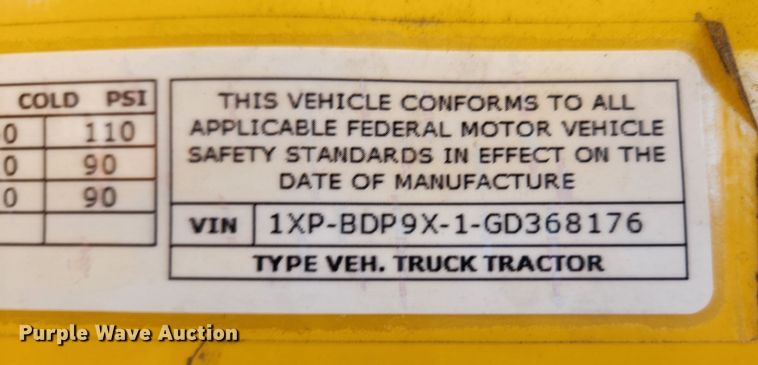 COLD PSI
0 110
0 90
0 90
THIS VEHICLE CONFORMS TO ALL
APPLICABLE FEDERAL MOTOR VEHICLE
SAFETY STANDARDS IN EFFECT ON THE
DATE OF MANUFACTURE
VIN 1XP-BDP9X-1-GD368176
TYPE VEH. TRUCK TRACTOR
Purple Wave Auction